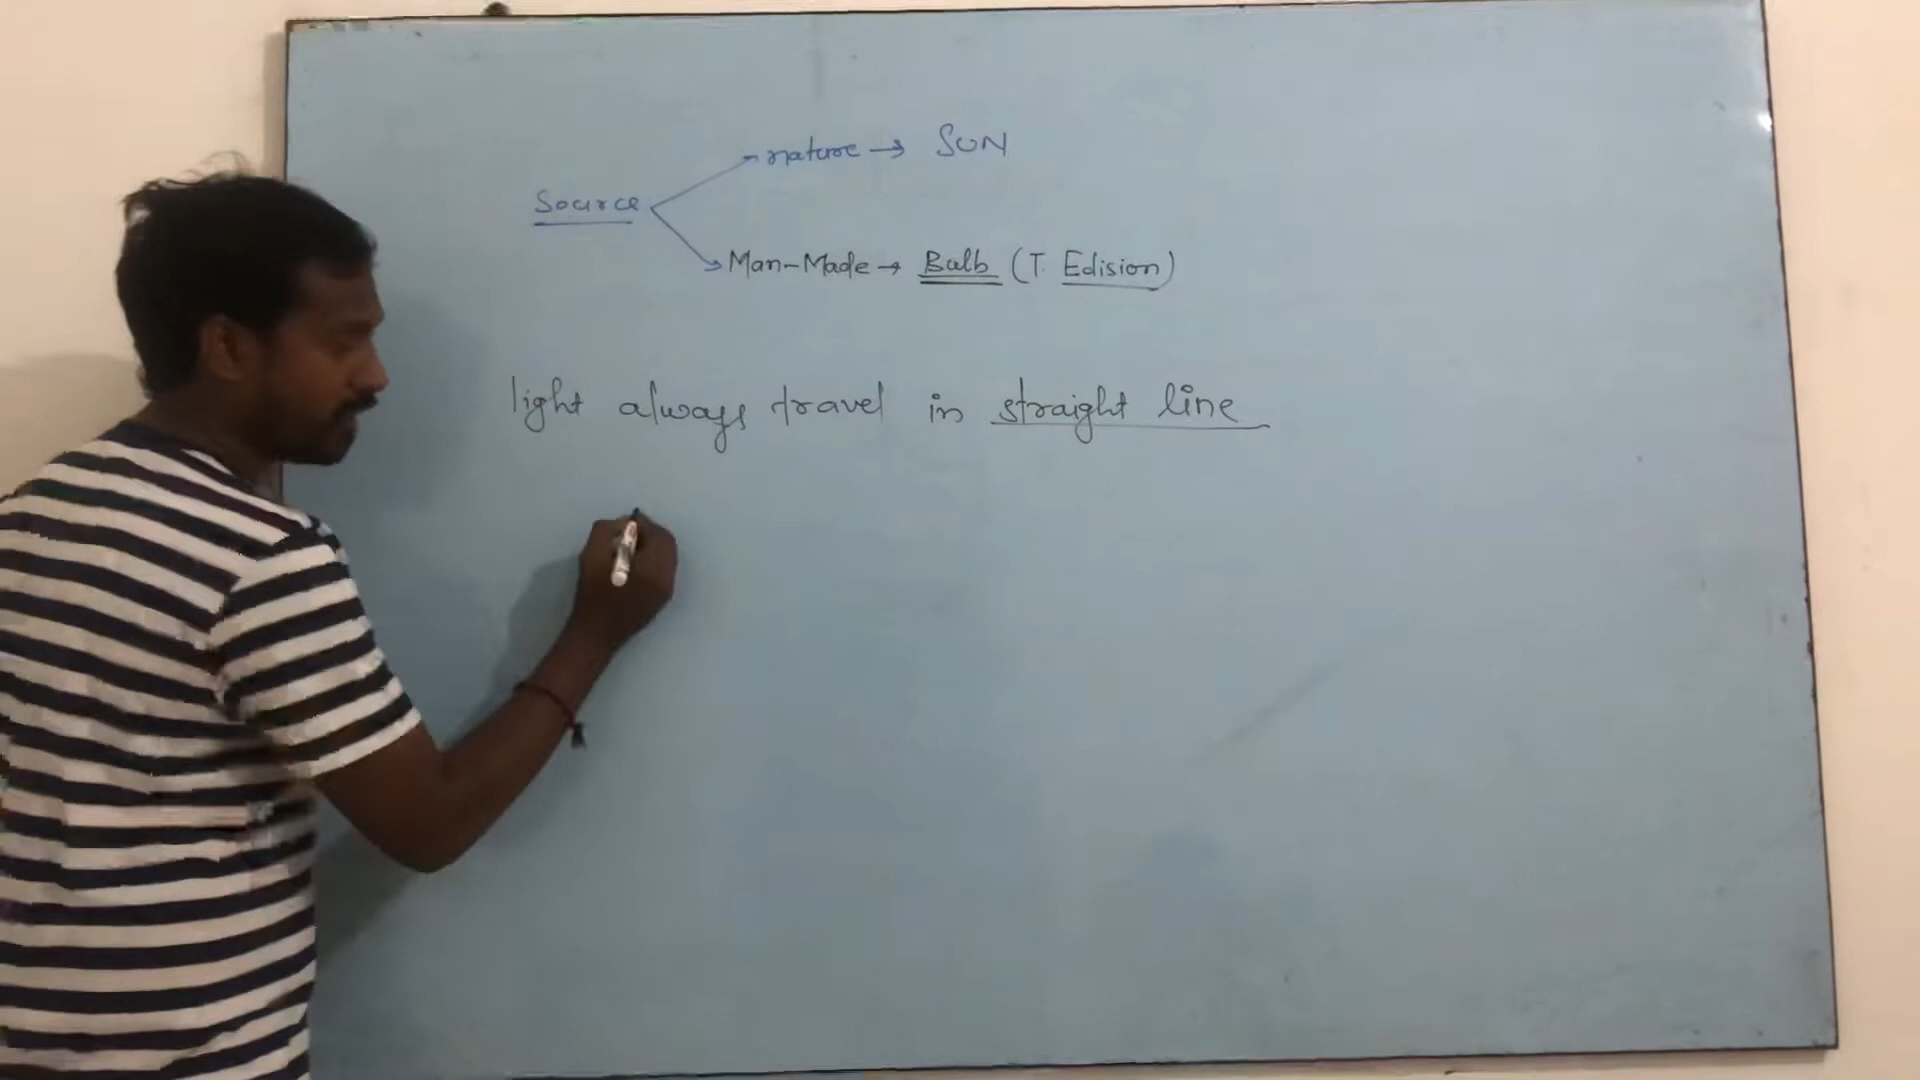 nature → SUN
Source
Man-Made → Bulb (T. Edision)
light always travel in straight line